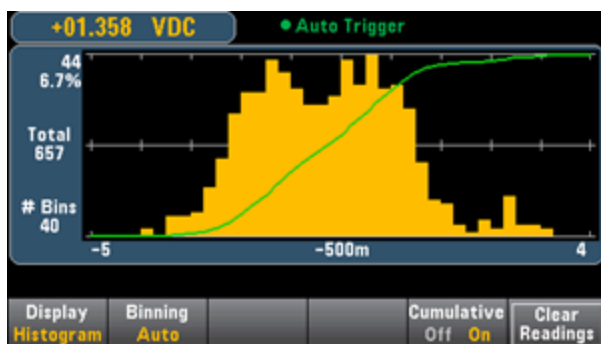 +01.358 VDC
Auto Trigger
44
6.7%
Total
657
# Bins
40
-5
-500m
4
Display
Histogram
Binning
Auto
Cumulative
Off On
Clear
Readings